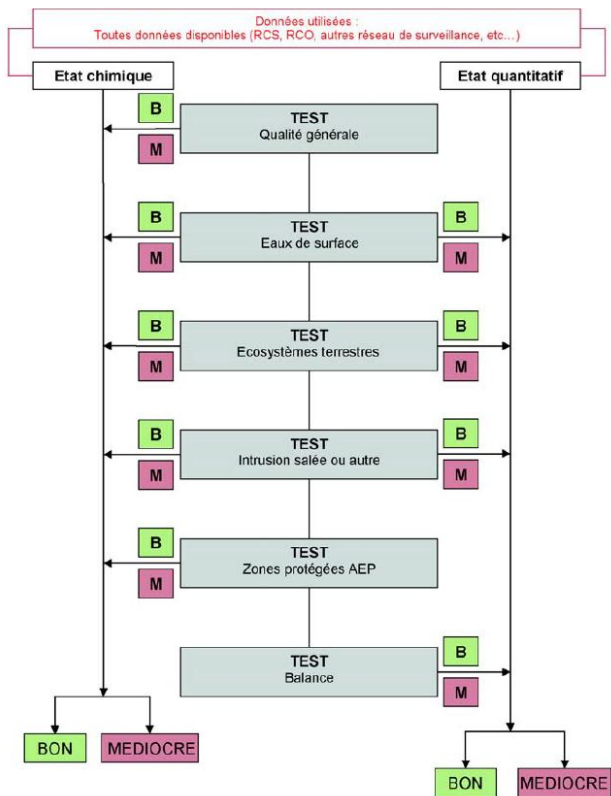 Données utilisées :
Toutes données disponibles (RCS, RCO, autres réseau de surveillance, etc...)
Etat chimique
Etat quantitatif
B
TEST
Qualité générale
M
B
TEST
Eaux de surface
B
M
M
B
TEST
Ecosystèmes terrestres
B
M
M
B
TEST
Intrusion salée ou autre
B
M
M
B
TEST
Zones protégées AEP
M
TEST
Balance
B
M
BON
MEDIOCRE
BON
MEDIOCRE